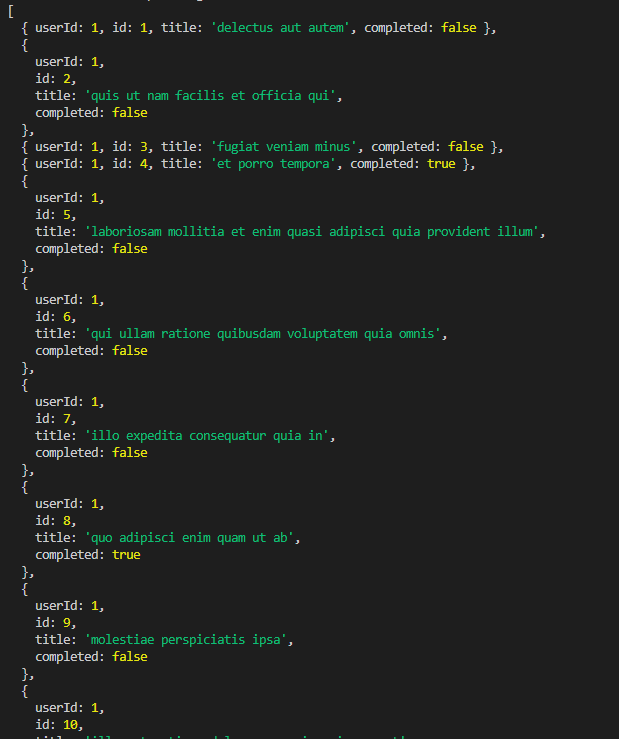 [
  { userId: 1, id: 1, title: 'delectus aut autem', completed: false },
  {
    userId: 1,
    id: 2,
    title: 'quis ut nam facilis et officia qui',
    completed: false
  },
  { userId: 1, id: 3, title: 'fugiat veniam minus', completed: false },
  { userId: 1, id: 4, title: 'et porro tempora', completed: true },
  {
    userId: 1,
    id: 5,
    title: 'laboriosam mollitia et enim quasi adipisci quia provident illum',
    completed: false
  },
  {
    userId: 1,
    id: 6,
    title: 'qui ullam ratione quibusdam voluptatem quia omnis',
    completed: false
  },
  {
    userId: 1,
    id: 7,
    title: 'illo expedita consequatur quia in',
    completed: false
  },
  {
    userId: 1,
    id: 8,
    title: 'quo adipisci enim quam ut ab',
    completed: true
  },
  {
    userId: 1,
    id: 9,
    title: 'molestiae perspiciatis ipsa',
    completed: false
  },
  {
    userId: 1,
    id: 10,